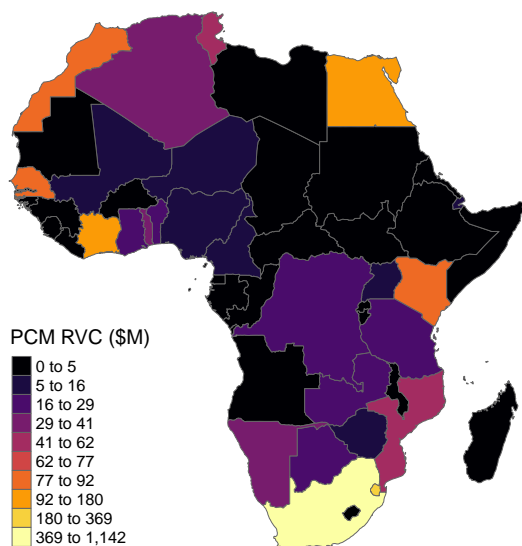 PCM RVC ($M)
0 to 5
5 to 16
16 to 29
29 to 41
41 to 62
62 to 77
77 to 92
92 to 180
180 to 369
369 to 1,142